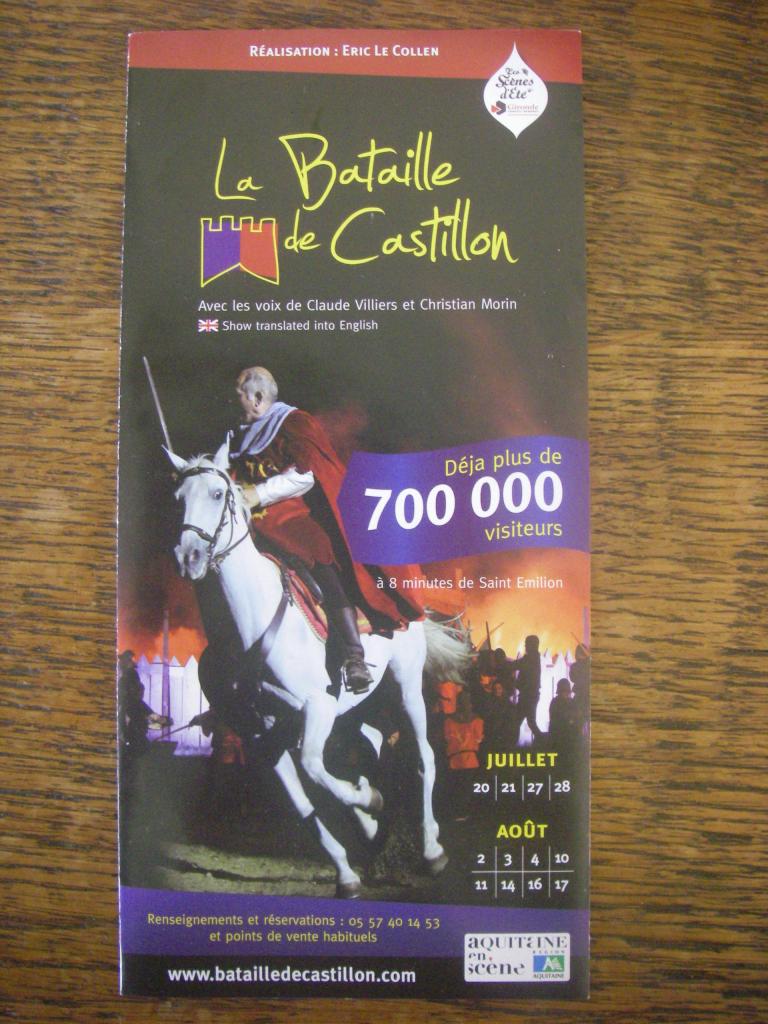 RÉALISATION : ERIC LE COLLEN
Les
Scènes
d'Été
Gironde
La Bataille
de Castillon
Avec les voix de Claude Villiers et Christian Morin
Show translated into English
Déja plus de
700 000
visiteurs
à 8 minutes de Saint Emilion
JUILLET
20 21 27 28
AOÛT
2 3 4 10
11 14 16 17
Renseignements et réservations : 05 57 40 14 53
et points de vente habituels
www.batailledecastillon.com
aQUITaINE
en RÉGION
scène
AQUITAINE